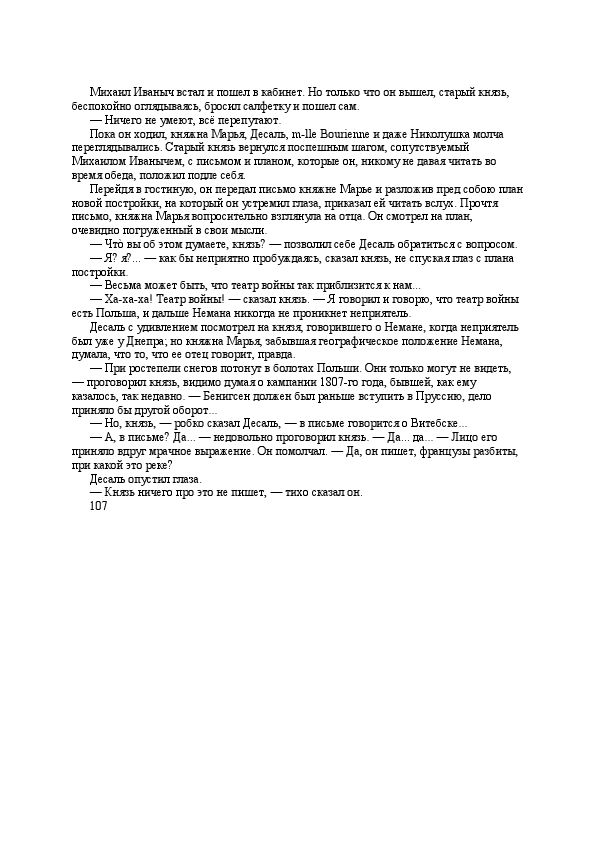 Михаил Иваныч встал и пошел в кабинет. Но только что он вышел, старый князь,
беспокойно оглядываясь, бросил салфетку и пошел сам.
— Ничего не умеют, всё перепутают.
Пока он ходил, княжна Марья, Десаль, m-lle Bourienne и даже Николушка молча
переглядывались. Старый князь вернулся поспешным шагом, сопутствуемый
Михаилом Иванычем, с письмом и планом, которые он, никому не давая читать во
время обеда, положил подле себя.
Перейдя в гостиную, он передал письмо княжне Марье и разложив пред собою план
новой постройки, на который он устремил глаза, приказал ей читать вслух. Прочтя
письмо, княжна Марья вопросительно взглянула на отца. Он смотрел на план,
очевидно погруженный в свои мысли.
— Что̀ вы об этом думаете, князь? — позволил себе Десаль обратиться с вопросом.
— Я? я?... — как бы неприятно пробуждаясь, сказал князь, не спуская глаз с плана
постройки.
— Весьма может быть, что театр войны так приблизится к нам...
— Ха-ха-ха! Театр войны! — сказал князь. — Я говорил и говорю, что театр войны
есть Польша, и дальше Немана никогда не проникнет неприятель.
Десаль с удивлением посмотрел на князя, говорившего о Немане, когда неприятель
был уже у Днепра; но княжна Марья, забывшая географическое положение Немана,
думала, что то, что ее отец говорит, правда.
— При ростепели снегов потонут в болотах Польши. Они только могут не видеть,
— проговорил князь, видимо думая о кампании 1807-го года, бывшей, как ему
казалось, так недавно. — Бенигсен должен был раньше вступить в Пруссию, дело
приняло бы другой оборот...
— Но, князь, — робко сказал Десаль, — в письме говорится о Витебске...
— А, в письме? Да... — недовольно проговорил князь. — Да... да... — Лицо его
приняло вдруг мрачное выражение. Он помолчал. — Да, он пишет, французы разбиты,
при какой это реке?
Десаль опустил глаза.
— Князь ничего про это не пишет, — тихо сказал он.
107